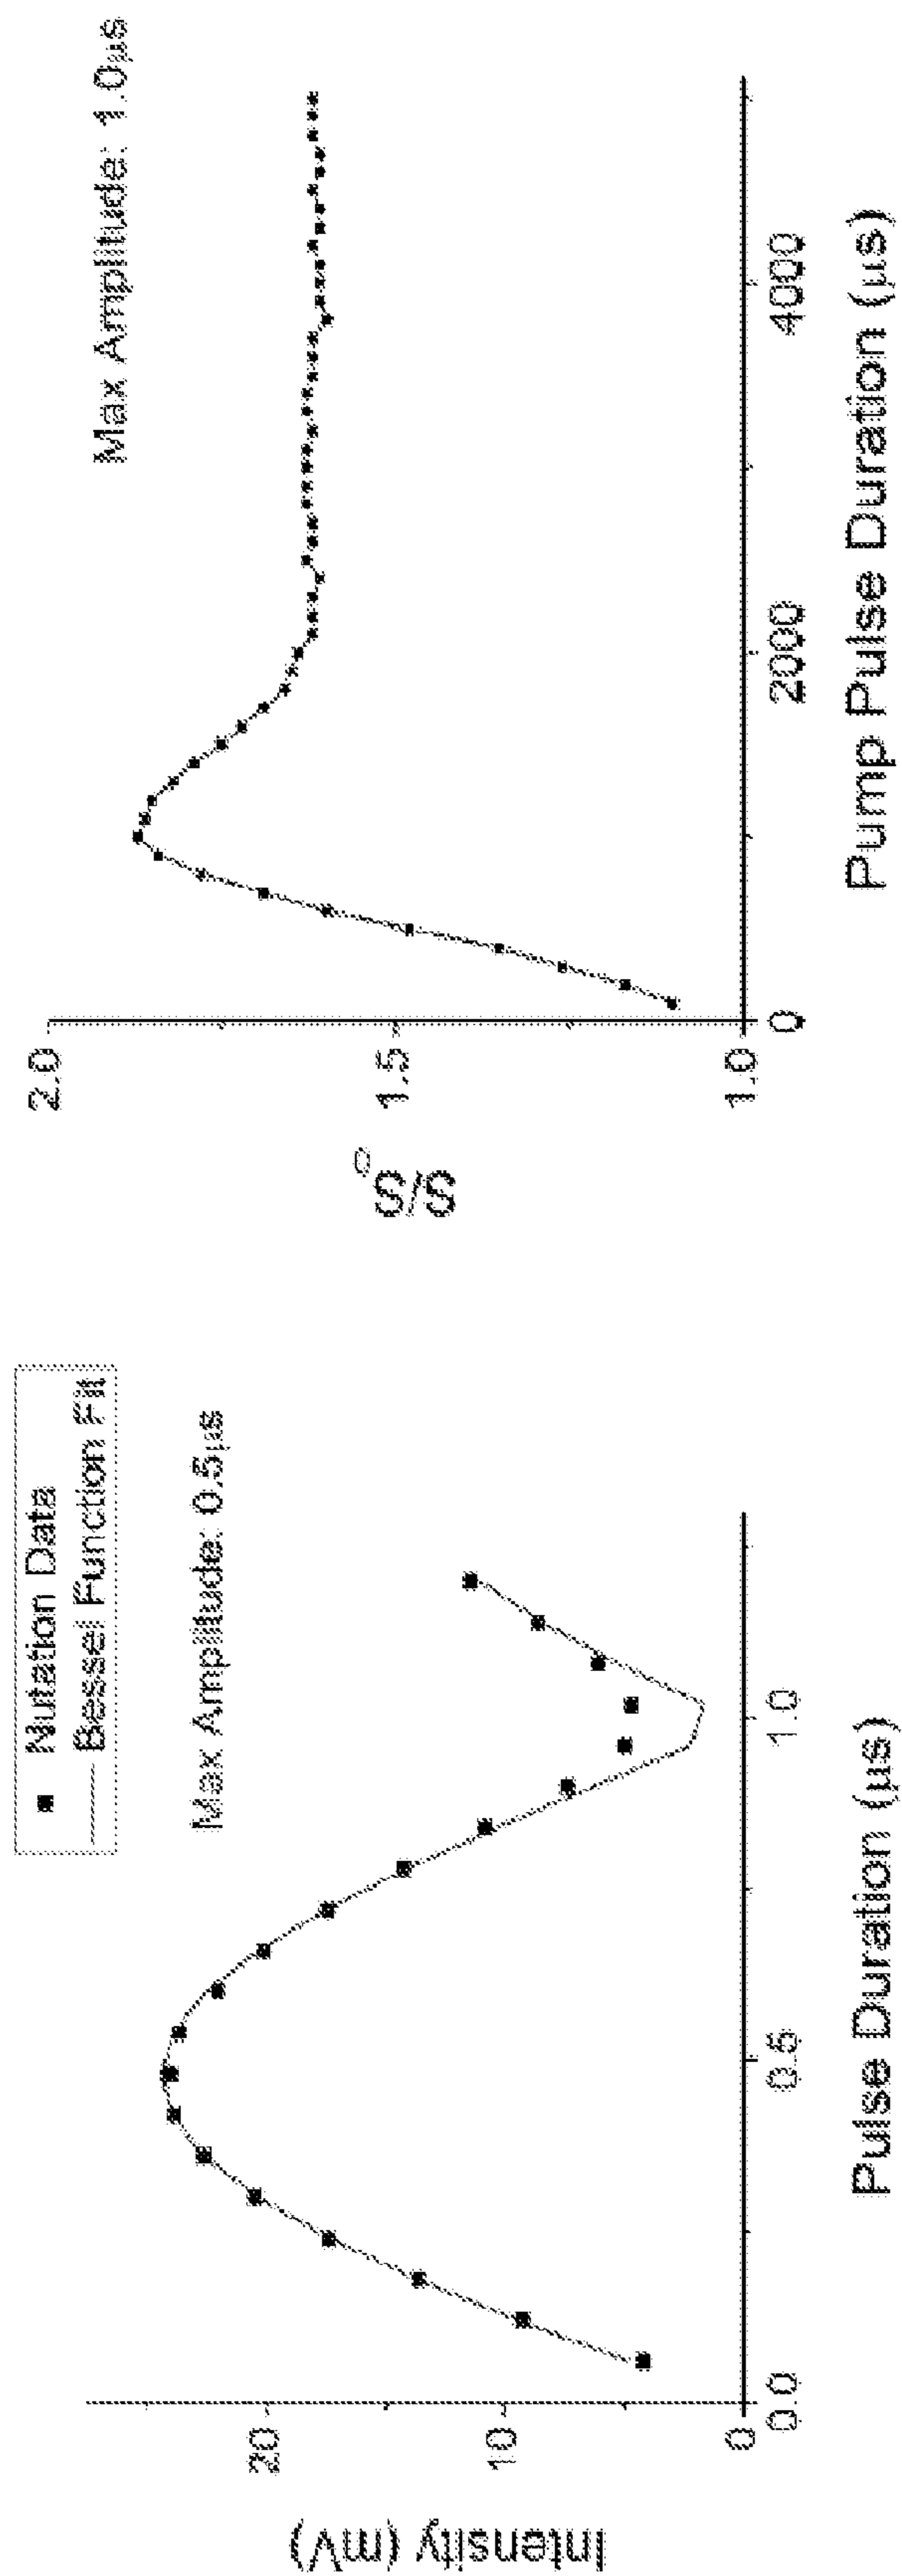 Nutation Data
Bessel Function Fit
Max Amplitude: 0.5µs
Intensity (mV)
20
10
0
0.0
0.5
1.0
Pulse Duration (µs)
Max Amplitude: 1.0µs
S/S0
2.0
1.5
1.0
0
2000
4000
Pump Pulse Duration (µs)